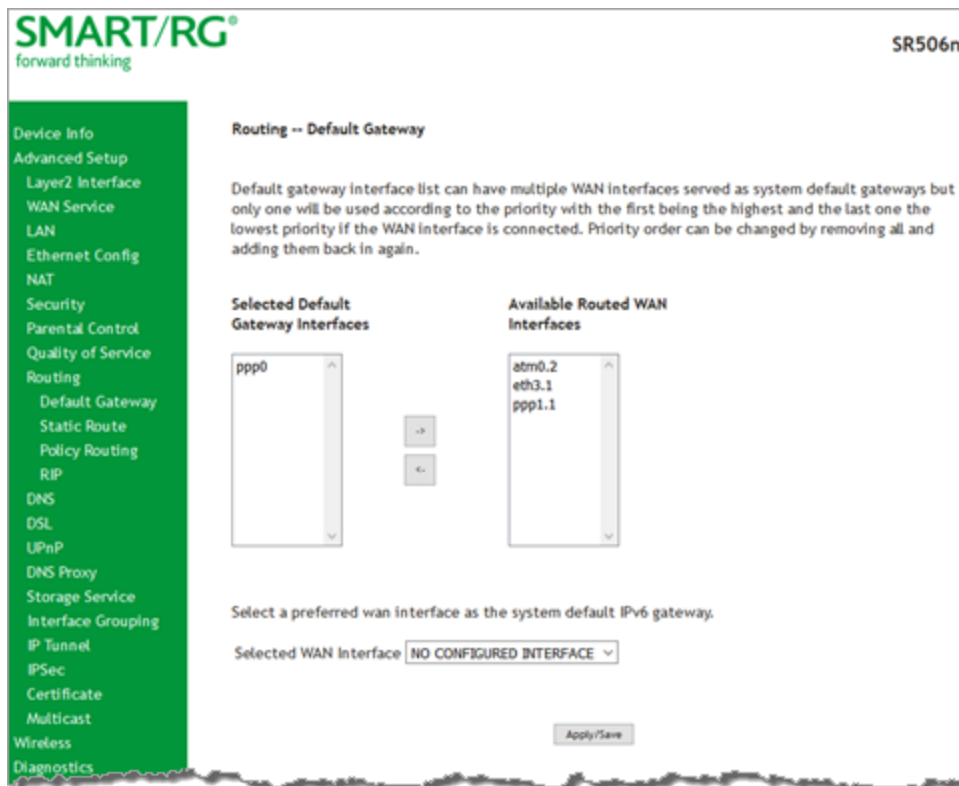 SMART/RG®
forward thinking
SR506n
Device Info
Advanced Setup
Layer2 Interface
WAN Service
LAN
Ethernet Config
NAT
Security
Parental Control
Quality of Service
Routing
Default Gateway
Static Route
Policy Routing
RIP
DNS
DSL
UPnP
DNS Proxy
Storage Service
Interface Grouping
IP Tunnel
IPSec
Certificate
Multicast
Wireless
Diagnostics
Routing -- Default Gateway
Default gateway interface list can have multiple WAN interfaces served as system default gateways but
only one will be used according to the priority with the first being the highest and the last one the
lowest priority if the WAN interface is connected. Priority order can be changed by removing all and
adding them back in again.
Selected Default
Gateway Interfaces
ppp0
->
<-
Available Routed WAN
Interfaces
atm0.2
eth3.1
ppp1.1
Select a preferred wan interface as the system default IPv6 gateway.
Selected WAN Interface NO CONFIGURED INTERFACE
Apply/Save